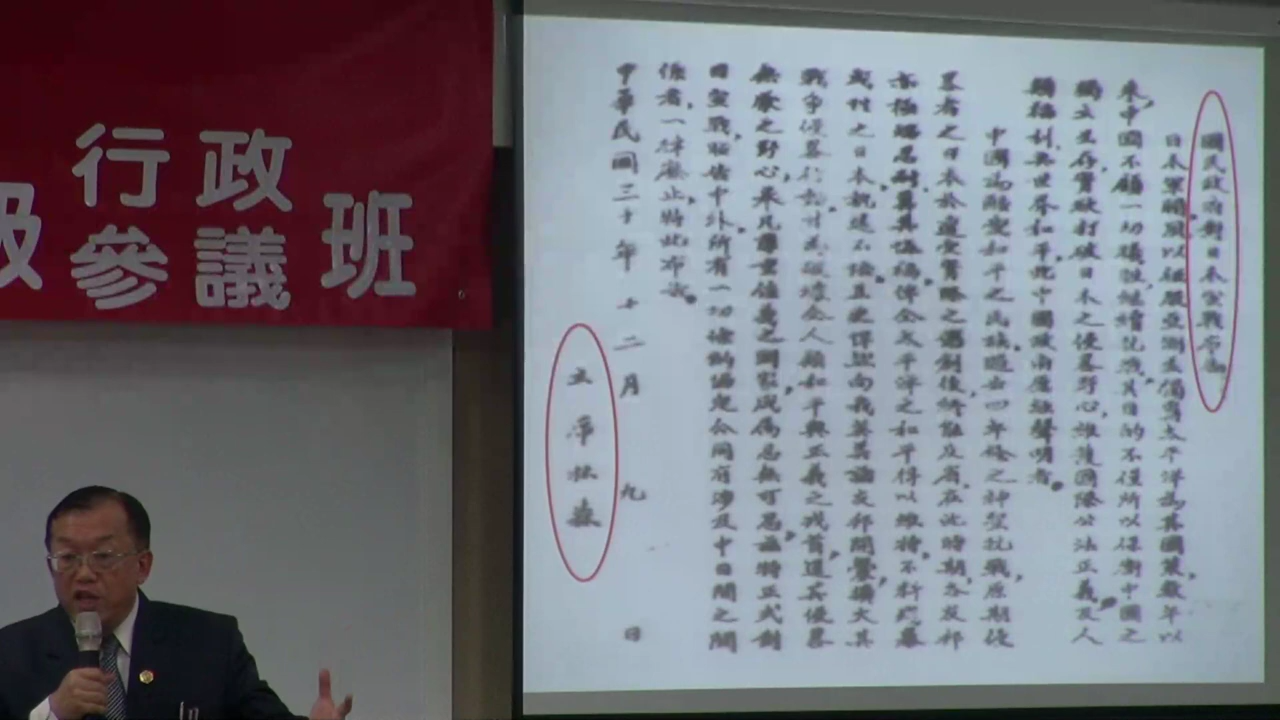 行政
級 參議 班
國民政府對日本宣戰布告
日本軍閥夙以征服亞洲並獨霸太平洋為其國策,數年以
來,中國不顧一切犧牲,繼續抗戰,其目的不僅所以保衛中國之
獨立生存,實欲打破日本之侵畧野心,維護國際公法正義及人
類福利與世界和平,此中國政府屢經聲明者。
中國為酷愛和平之民族,過去四年餘之神聖抗戰,原期侵
畧者之日本於遭受實際之懲創後,終能反省,在此時期,各友邦
亦極端忍耐,冀其悔禍,俾全太平洋之和平得以維持,不料殘暴
成性之日本,執迷不悟,且更悍然向我英美諸友邦開釁,擴大其
戰爭侵畧行動,甘為破壞全人類和平與正義之戎首,逞其侵畧
無厭之野心,舉凡尊重信義之國家,咸屬忍無可忍,茲特正式對
日宣戰,昭告中外,所有一切條約協定合同有涉及中日間之關
係者,一律廢止,特此布告。
中華民國三十年十二月九日
主席林森